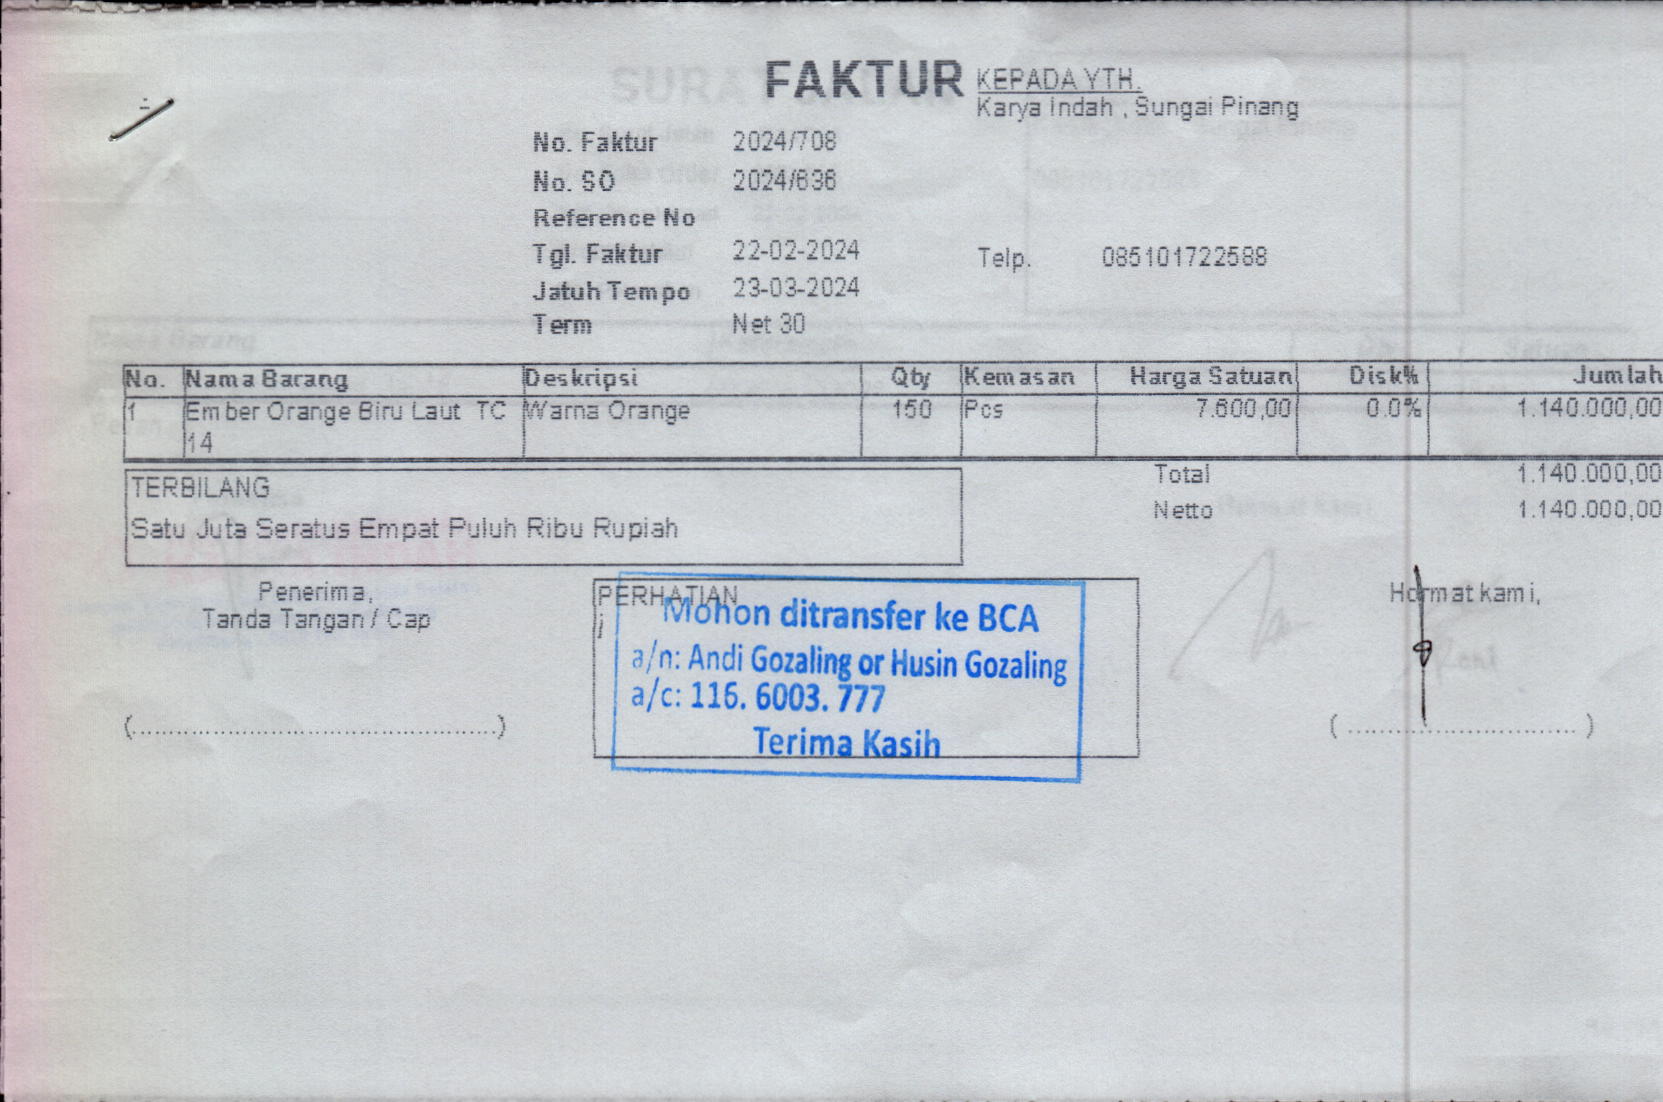 FAKTUR
KEPADA YTH.
Karya Indah , Sungai Pinang
No. Faktur 2024/708
No. SO 2024/636
Reference No
Tgl. Faktur 22-02-2024
Telp. 085101722588
Jatuh Tempo 23-03-2024
Term Net 30
No. Nama Barang Deskripsi Qty Kemasan Harga Satuan Disk% Jumlah
1 Ember Orange Biru Laut TC Warna Orange 150 Pcs 7.600,00 0.0% 1.140.000,00
14
Total 1.140.000,00
Netto 1.140.000,00
TERBILANG
Satu Juta Seratus Empat Puluh Ribu Rupiah
Penerima,
Tanda Tangan / Cap
(.............................................)
PERHATIAN
Mohon ditransfer ke BCA
a/n: Andi Gozaling or Husin Gozaling
a/c: 116. 6003. 777
Terima Kasih
Hormat kami,
(.............................)